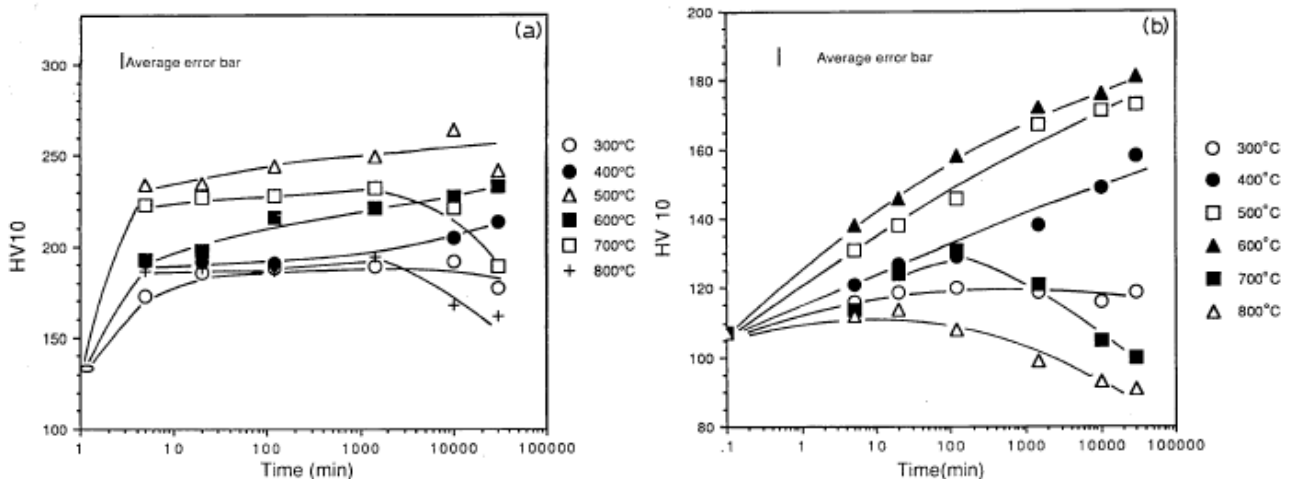 (a)
Average error bar
HV10
300
250
200
150
100
1
10
100
1000
10000
100000
Time (min)
300°C
400°C
500°C
600°C
700°C
800°C
(b)
Average error bar
HV 10
200
180
160
140
120
100
80
.1
1
10
100
1000
10000
100000
Time(min)
300°C
400°C
500°C
600°C
700°C
800°C